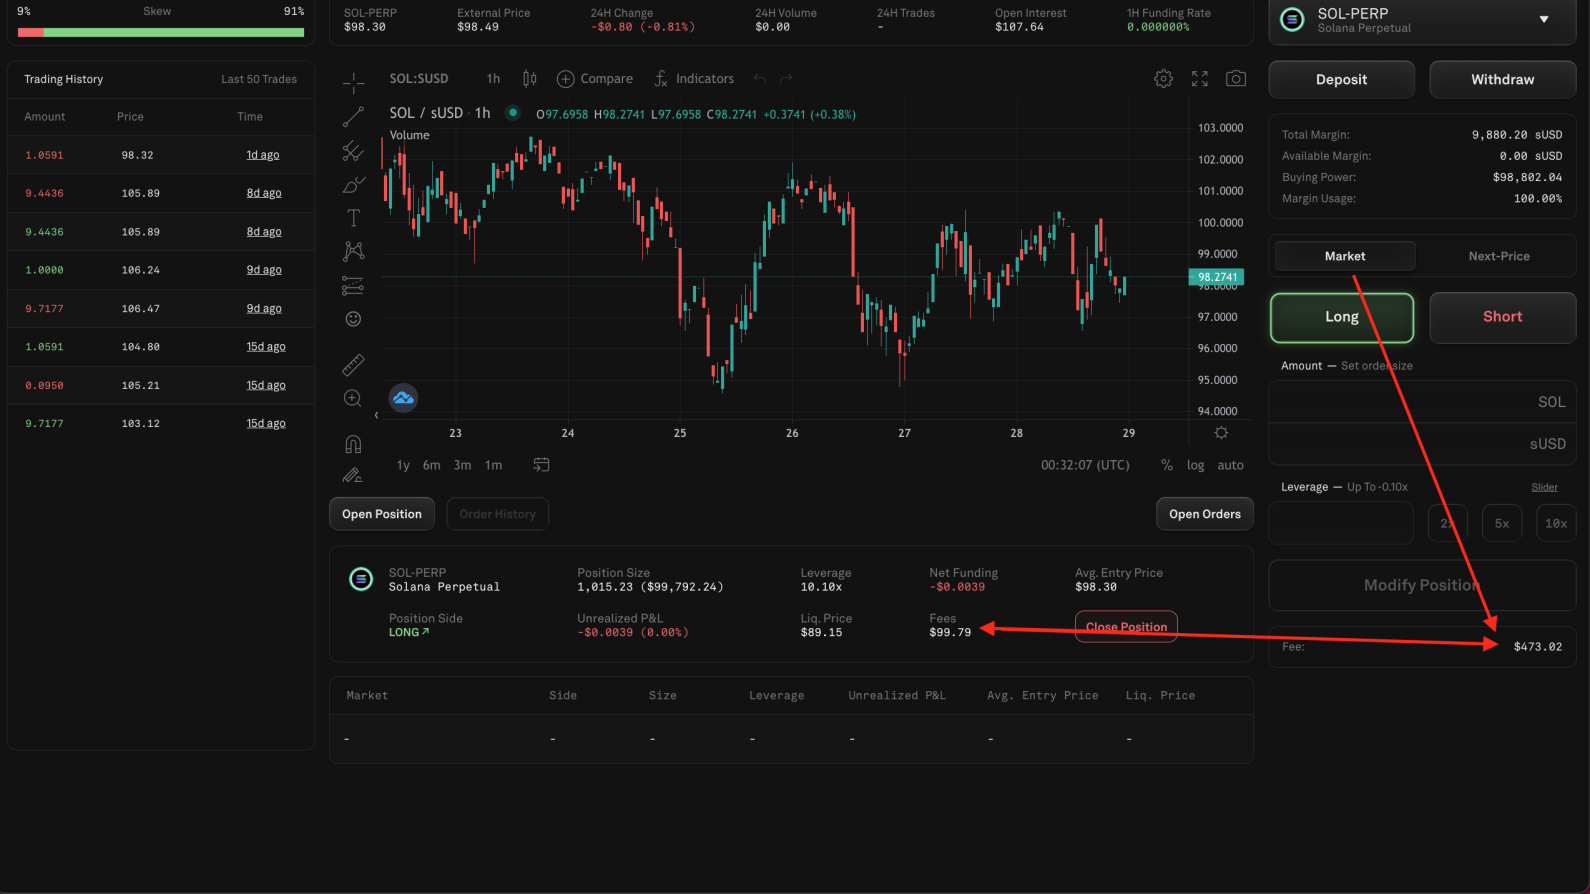 9% Skew 91%
SOL-PERP External Price 24H Change 24H Volume 24H Trades Open Interest 1H Funding Rate
$98.30 $98.49 -$0.80 (-0.81%) $0.00 - $107.64 0.000000%
SOL-PERP
Solana Perpetual
Deposit Withdraw
Trading History Last 50 Trades
Amount Price Time
1.0591 98.32 1d ago
9.4436 105.89 8d ago
9.4436 105.89 8d ago
1.0000 106.24 9d ago
9.7177 106.47 9d ago
1.0591 104.80 15d ago
0.0950 105.21 15d ago
9.7177 103.12 15d ago
SOL:SUSD 1h Compare Indicators
SOL / sUSD · 1h O97.6958 H98.2741 L97.6958 C98.2741 +0.3741 (+0.38%)
Volume
103.0000
102.0000
101.0000
100.0000
99.0000
98.2741
98.0000
97.0000
96.0000
95.0000
94.0000
23 24 25 26 27 28 29
1y 6m 3m 1m 00:32:07 (UTC) % log auto
Total Margin: 9,880.20 sUSD
Available Margin: 0.00 sUSD
Buying Power: $98,802.04
Margin Usage: 100.00%
Market Next-Price
Long Short
Amount — Set order size
SOL
sUSD
Leverage — Up To -0.10x Slider
2x 5x 10x
Modify Position
Fee: $473.02
Open Position Order History Open Orders
SOL-PERP Position Size Leverage Net Funding Avg. Entry Price
Solana Perpetual 1,015.23 ($99,792.24) 10.10x -$0.0039 $98.30
Position Side Unrealized P&L Liq. Price Fees
LONG↗ -$0.0039 (0.00%) $89.15 $99.79 Close Position
Market Side Size Leverage Unrealized P&L Avg. Entry Price Liq. Price
- - - - - - -